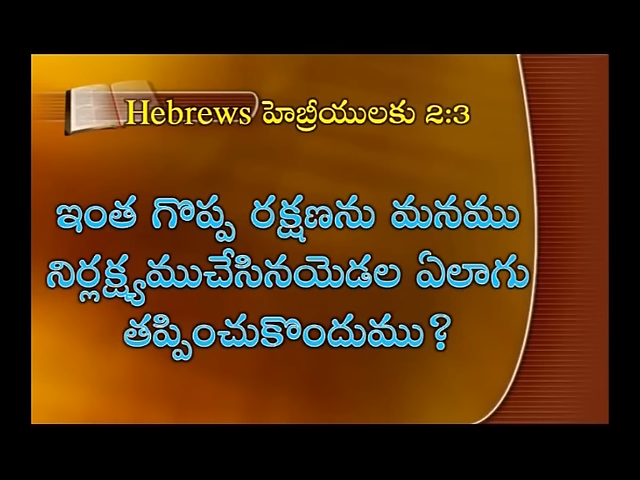 Hebrews హెబ్రీయులకు 2:3
ఇంత గొప్ప రక్షణను మనము
నిర్లక్ష్యముచేసినయెడల ఏలాగు
తప్పించుకొందుము?